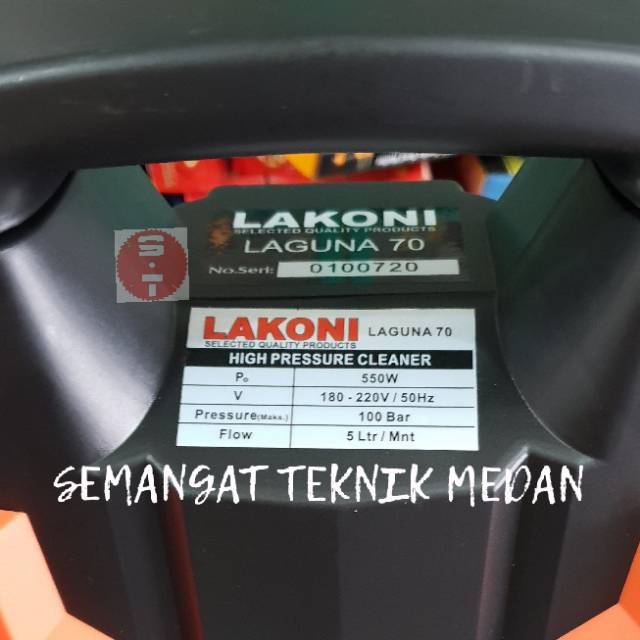 LAKONI
SELECTED QUALITY PRODUCTS
LAGUNA 70
No.Seri: 0100720
S.T
LAKONI LAGUNA 70
SELECTED QUALITY PRODUCTS
HIGH PRESSURE CLEANER
Po 550W
V 180 - 220V / 50Hz
Pressure(Maks.) 100 Bar
Flow 5 Ltr / Mnt
SEMANGAT TEKNIK MEDAN